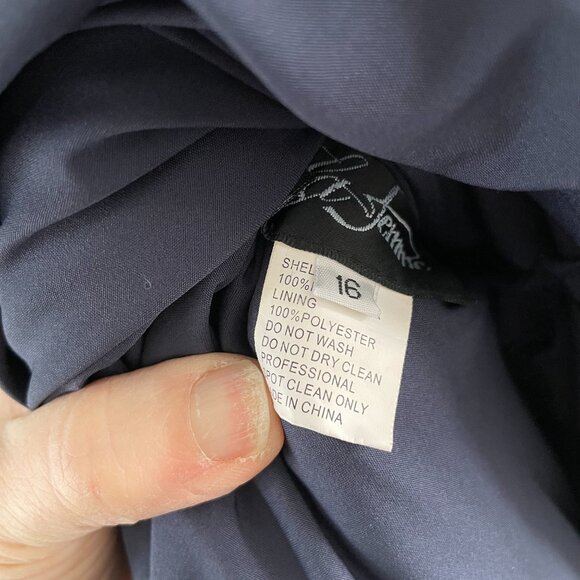 16
SHEL
100%
LINING
100%POLYESTER
DO NOT WASH
DO NOT DRY CLEAN
PROFESSIONAL
POT CLEAN ONLY
DE IN CHINA